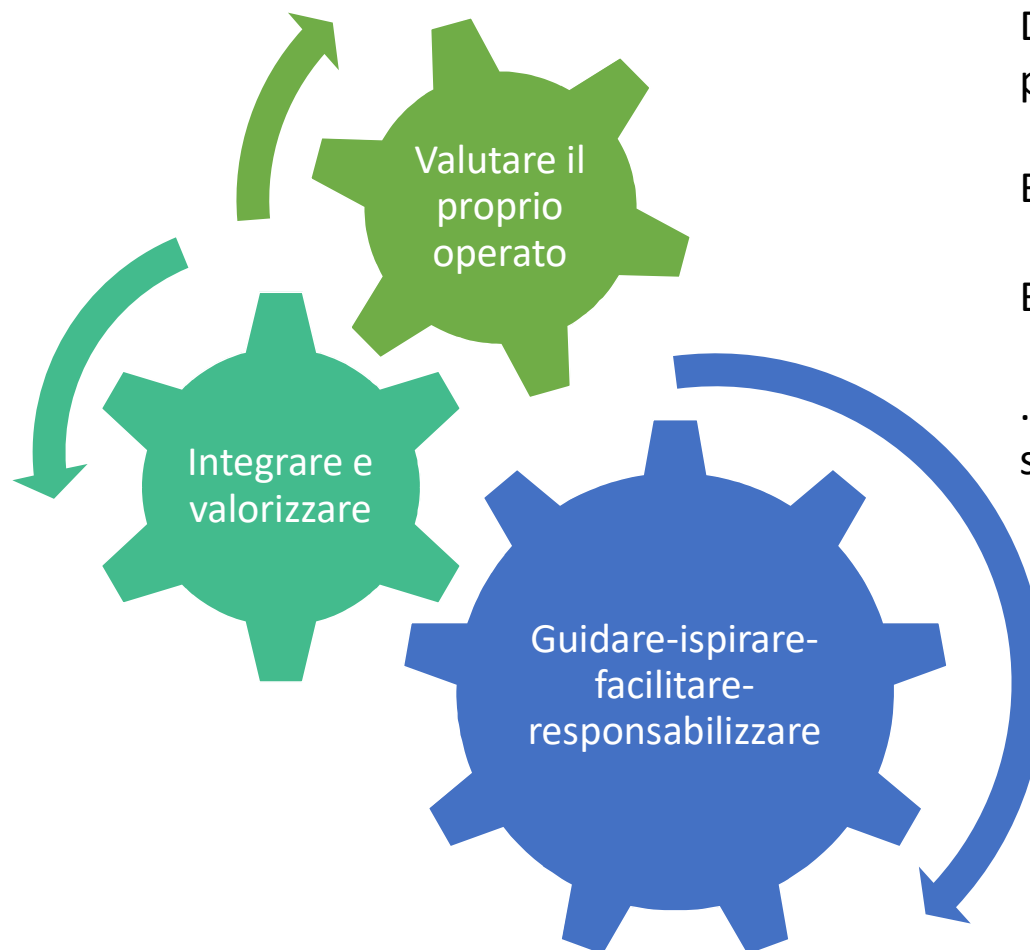 Valutare il
proprio
operato
Integrare e
valorizzare
Guidare-ispirare-
facilitare-
responsabilizzare